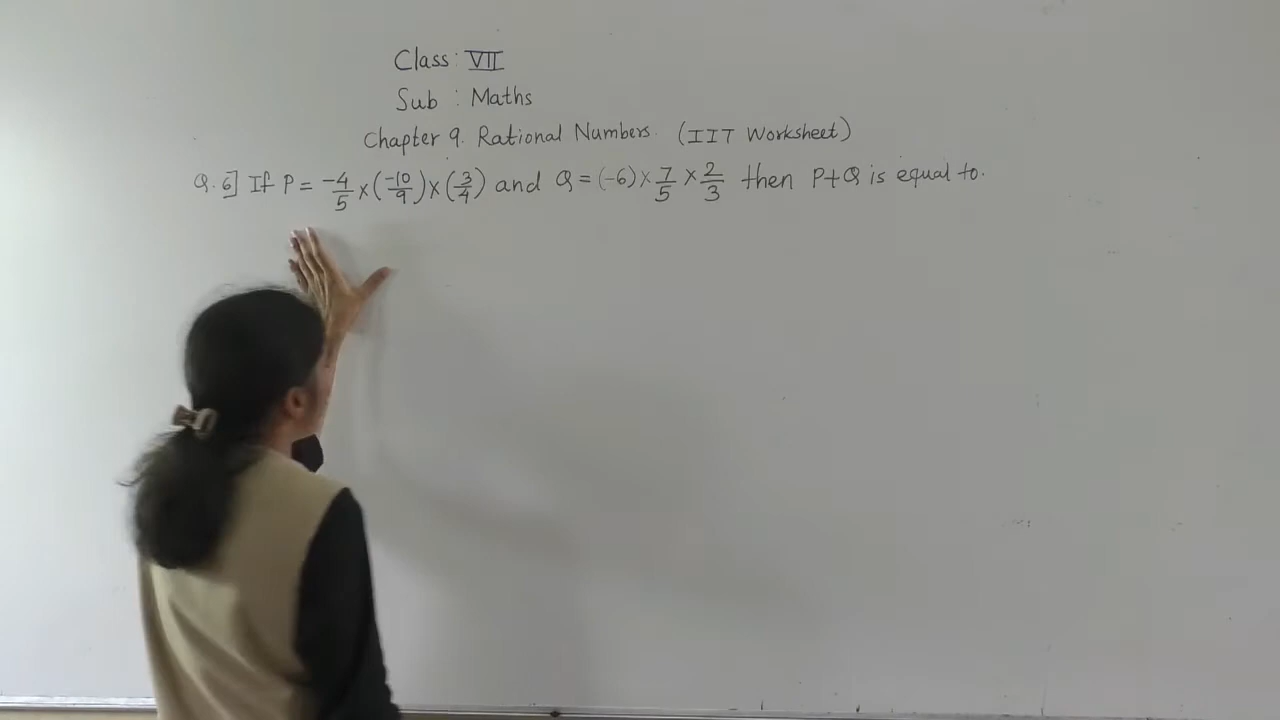 Class : VII
Sub : Maths
Chapter 9. Rational Numbers. (IIT Worksheet)
Q. 6] If P = -4/5 × (-10/9) × (3/4) and Q = (-6) × 7/5 × 2/3 then P+Q is equal to.